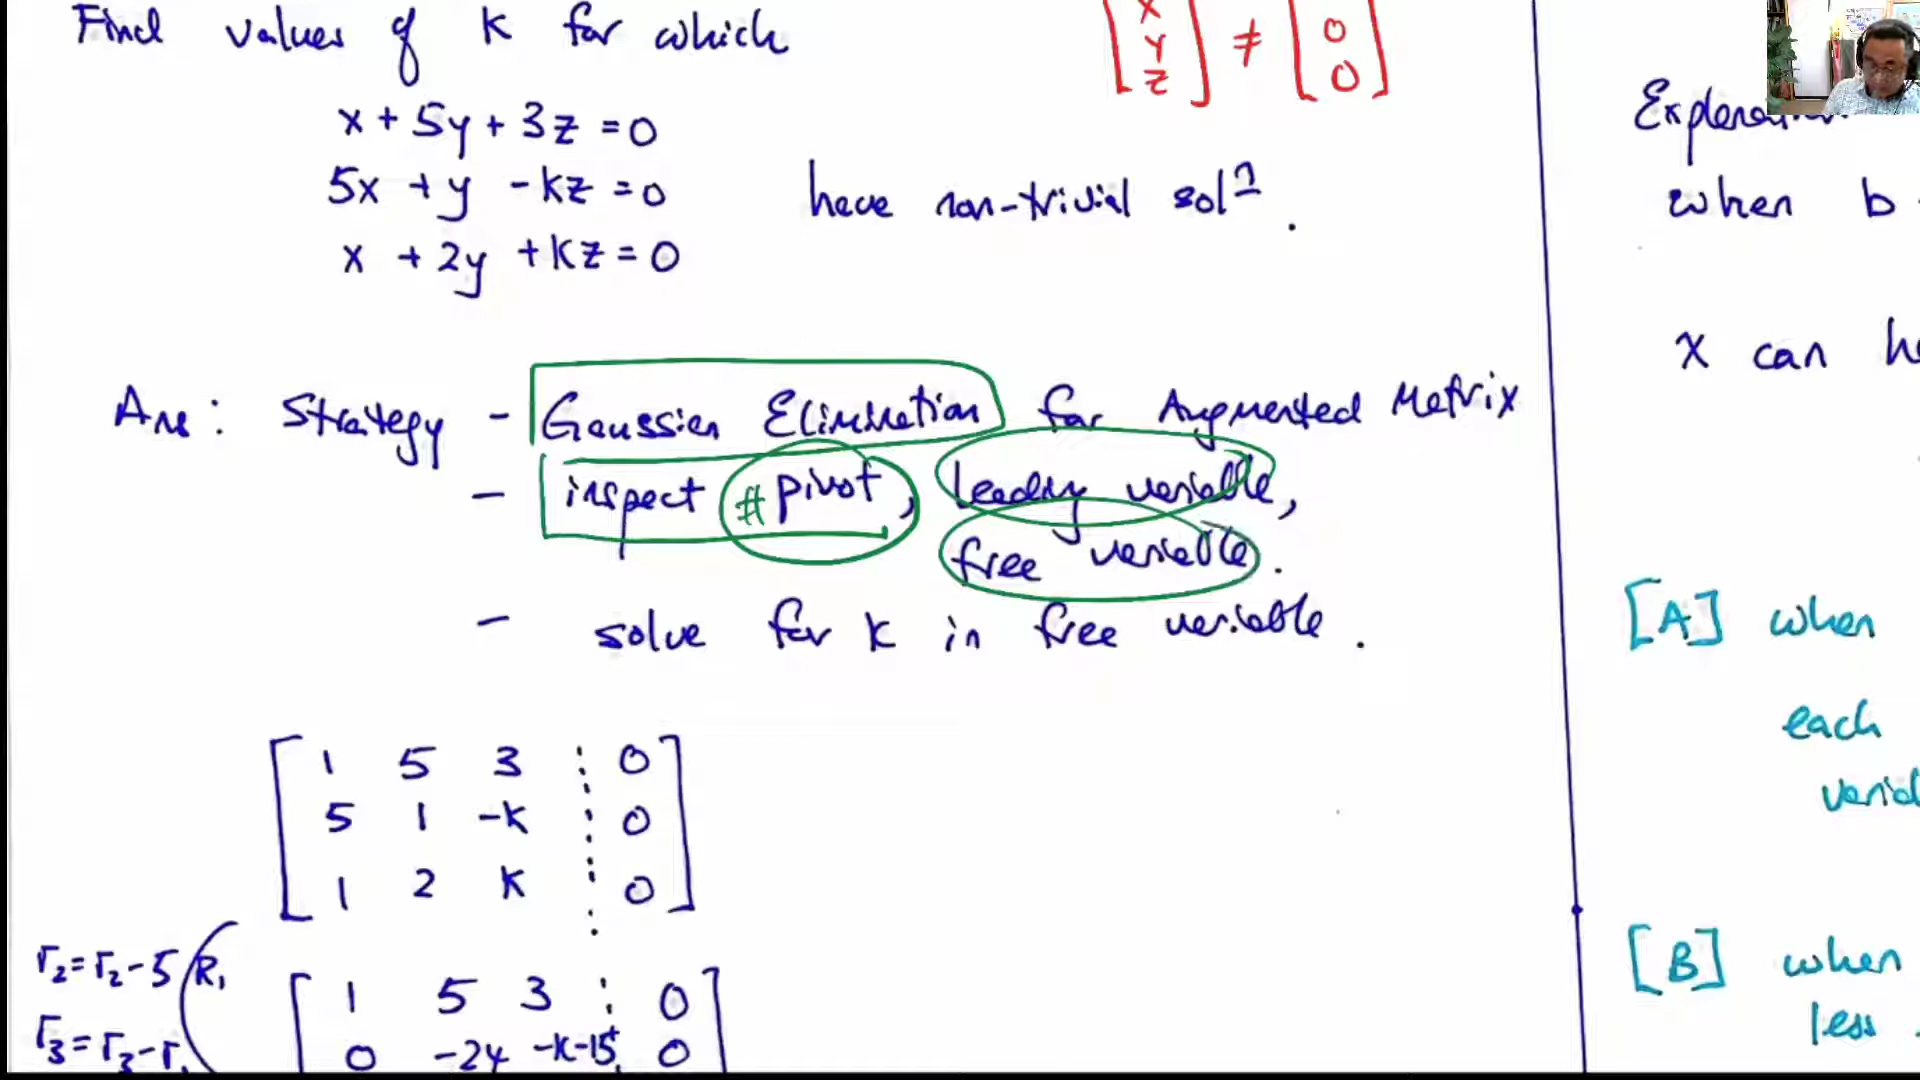 Find values of k for which
[x y z] ≠ [0 0]
x + 5y + 3z = 0
5x + y - kz = 0
x + 2y + kz = 0
have non-trivial sol?.
Ans: Strategy - Gaussian Elimination for Augmented Matrix
- inspect # pivot, leading variable,
free variable.
- solve for k in free variable.
1 5 3 : 0
5 1 -k : 0
1 2 k : 0
r₂=r₂-5R₁
r₃=r₃-r₁
1 5 3 : 0
0 -24 -k-15 : 0
when b
x can
[A] when
each
[B] when
less